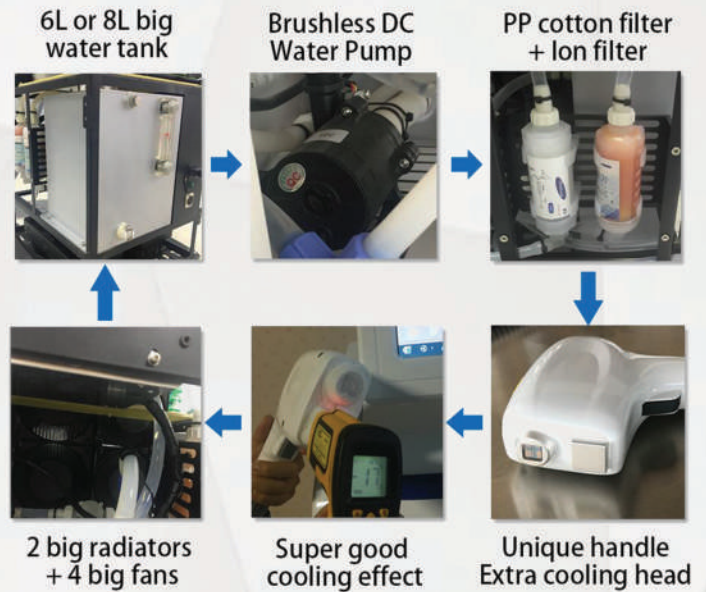 6L or 8L big
water tank
Brushless DC
Water Pump
PP cotton filter
+ Ion filter
2 big radiators
+ 4 big fans
Super good
cooling effect
Unique handle
Extra cooling head